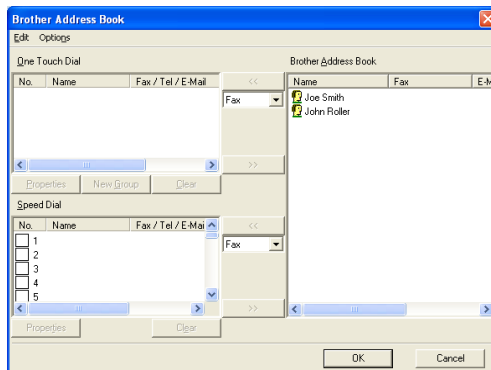 Brother Address Book
Edit Options
One Touch Dial
No. Name Fax / Tel / E-Mail
<<
Fax
>>
Properties New Group Clear
Speed Dial
No. Name Fax / Tel / E-Mai
1
2
3
4
5
<<
Fax
>>
Properties Clear
Brother Address Book
Name Fax E-M
Joe Smith
John Roller
OK Cancel